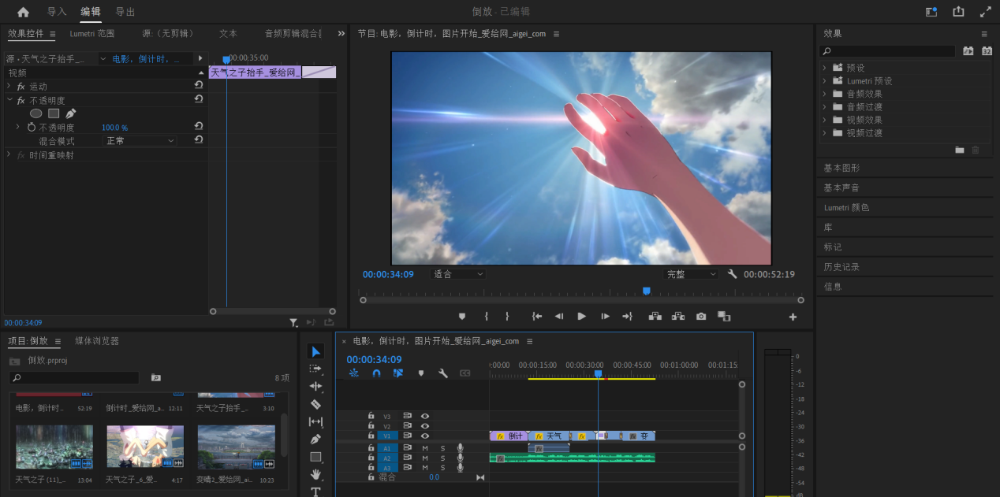 导入 编辑 导出 倒放 - 已编辑
效果控件 Lumetri 范围 源:(无剪辑) 文本 音频剪辑混合
源 · 天气之子抬手_... 电影, 倒计时, ... 00:00:35:00
视频 天气之子抬手_爱给网_
fx 运动
fx 不透明度
不透明度 100.0 %
混合模式 正常
fx 时间重映射
00:00:34:09
节目: 电影, 倒计时, 图片开始_爱给网_aigei_com
00:00:34:09 适合 完整 00:00:52:19
效果
预设
Lumetri 预设
音频效果
音频过渡
视频效果
视频过渡
基本图形
基本声音
Lumetri 颜色
库
标记
历史记录
信息
项目: 倒放 媒体浏览器
倒放.prproj
8 项
电影, 倒计时... 52:19 倒计时_爱给网_a... 12:11 天气之子抬手_... 3:10
天气之子 (11)_... 13:04 天气之子_6_爱... 4:17 变晴2_爱给网_ai... 10:23
× 电影, 倒计时, 图片开始_爱给网_aigei_com
00:00:34:09
:00:00 00:00:15:00 00:00:30:00 00:00:45:00 00:01:00:00 00:01:15:
V3
V2
V1 fx 倒计 fx 天气 fx fx 变
A1 M S fx
A2 M S fx
A3 M S
混合 0.0
0
-6
-12
-18
-24
-30
-36
-42
-48
-54
dB